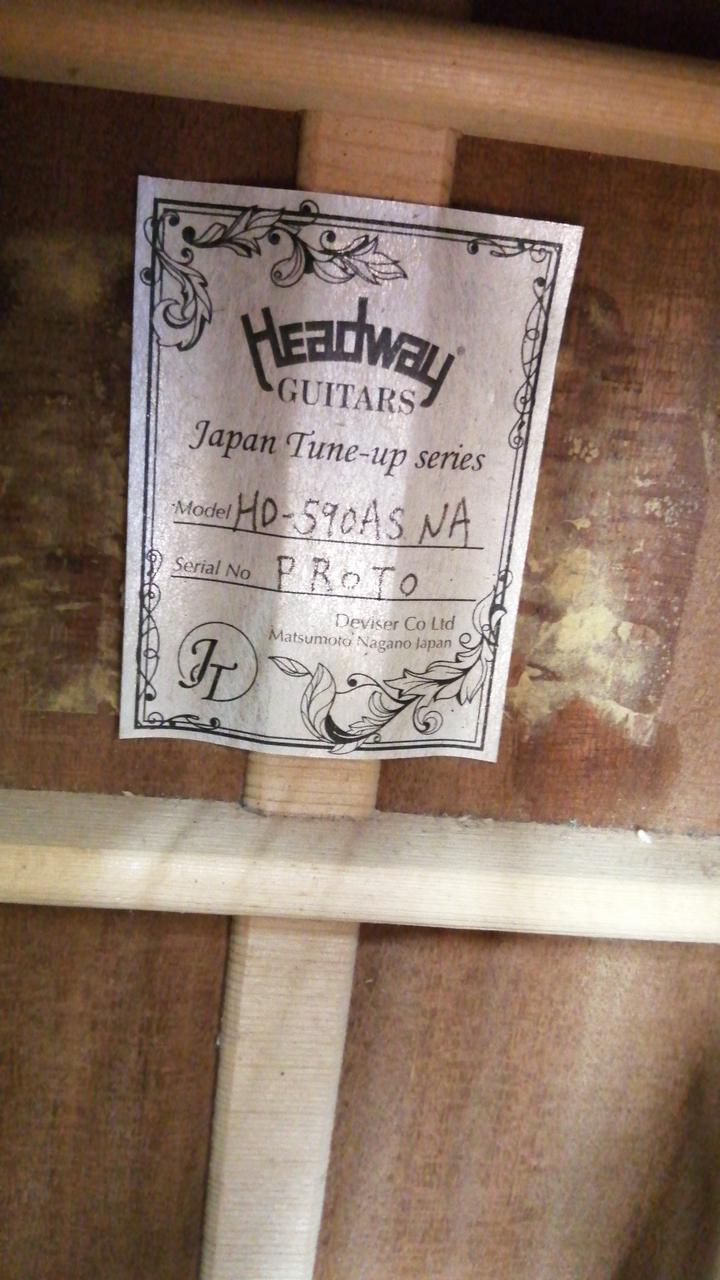 Headway®
GUITARS
Japan Tune-up series
Model HD-590AS NA
Serial No PROTO
Deviser Co Ltd
Matsumoto Nagano Japan
JT